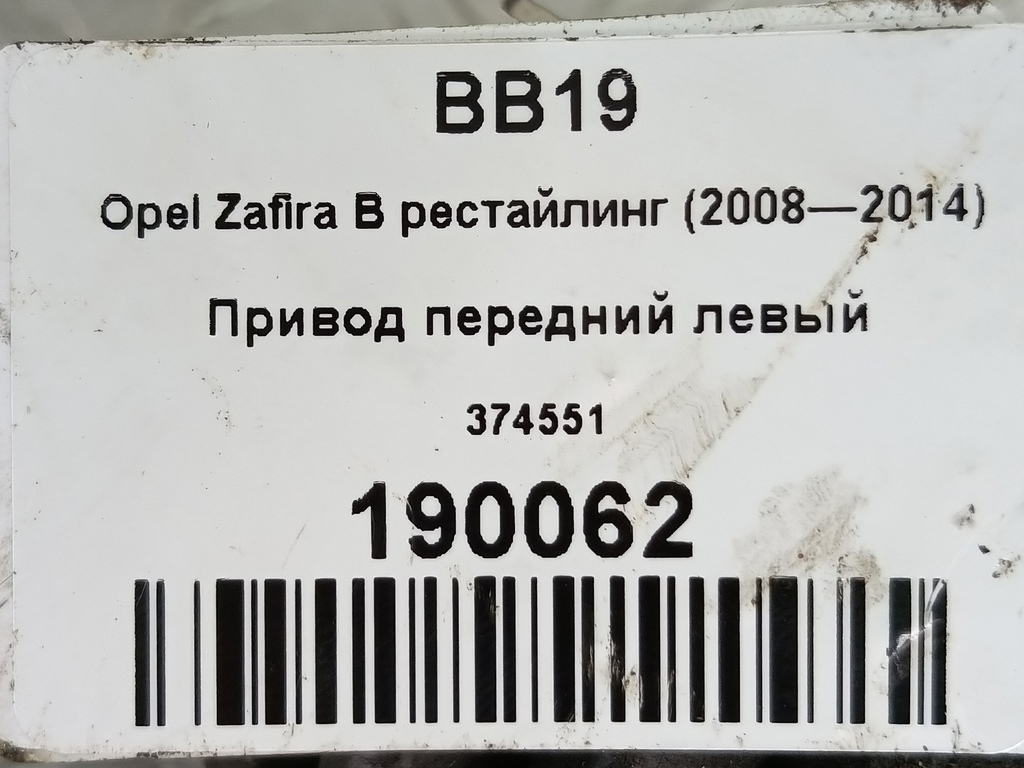 BB19
Opel Zafira B рестайлинг (2008—2014)
Привод передний левый
374551
190062